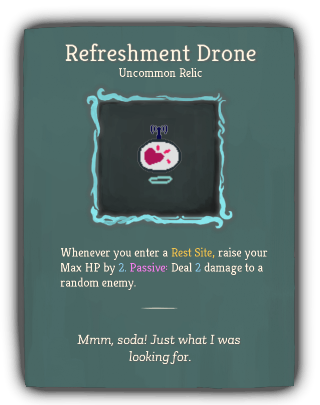 Refreshment Drone
Uncommon Relic
Whenever you enter a Rest Site, raise your
Max HP by 2. Passive: Deal 2 damage to a
random enemy.
Mmm, soda! Just what I was
looking for.